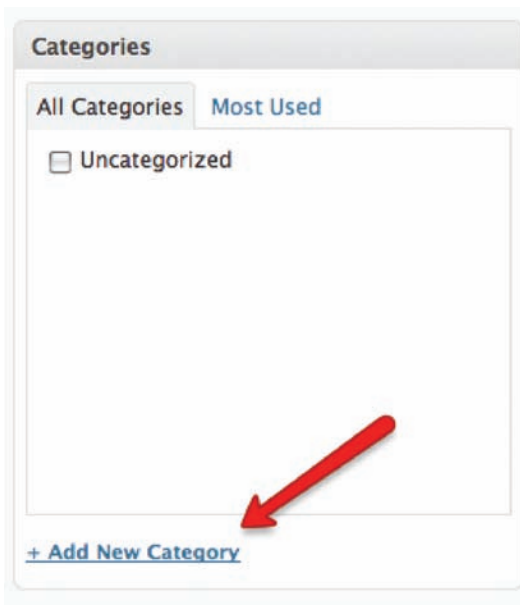 Categories
All Categories Most Used
Uncategorized
+ Add New Category